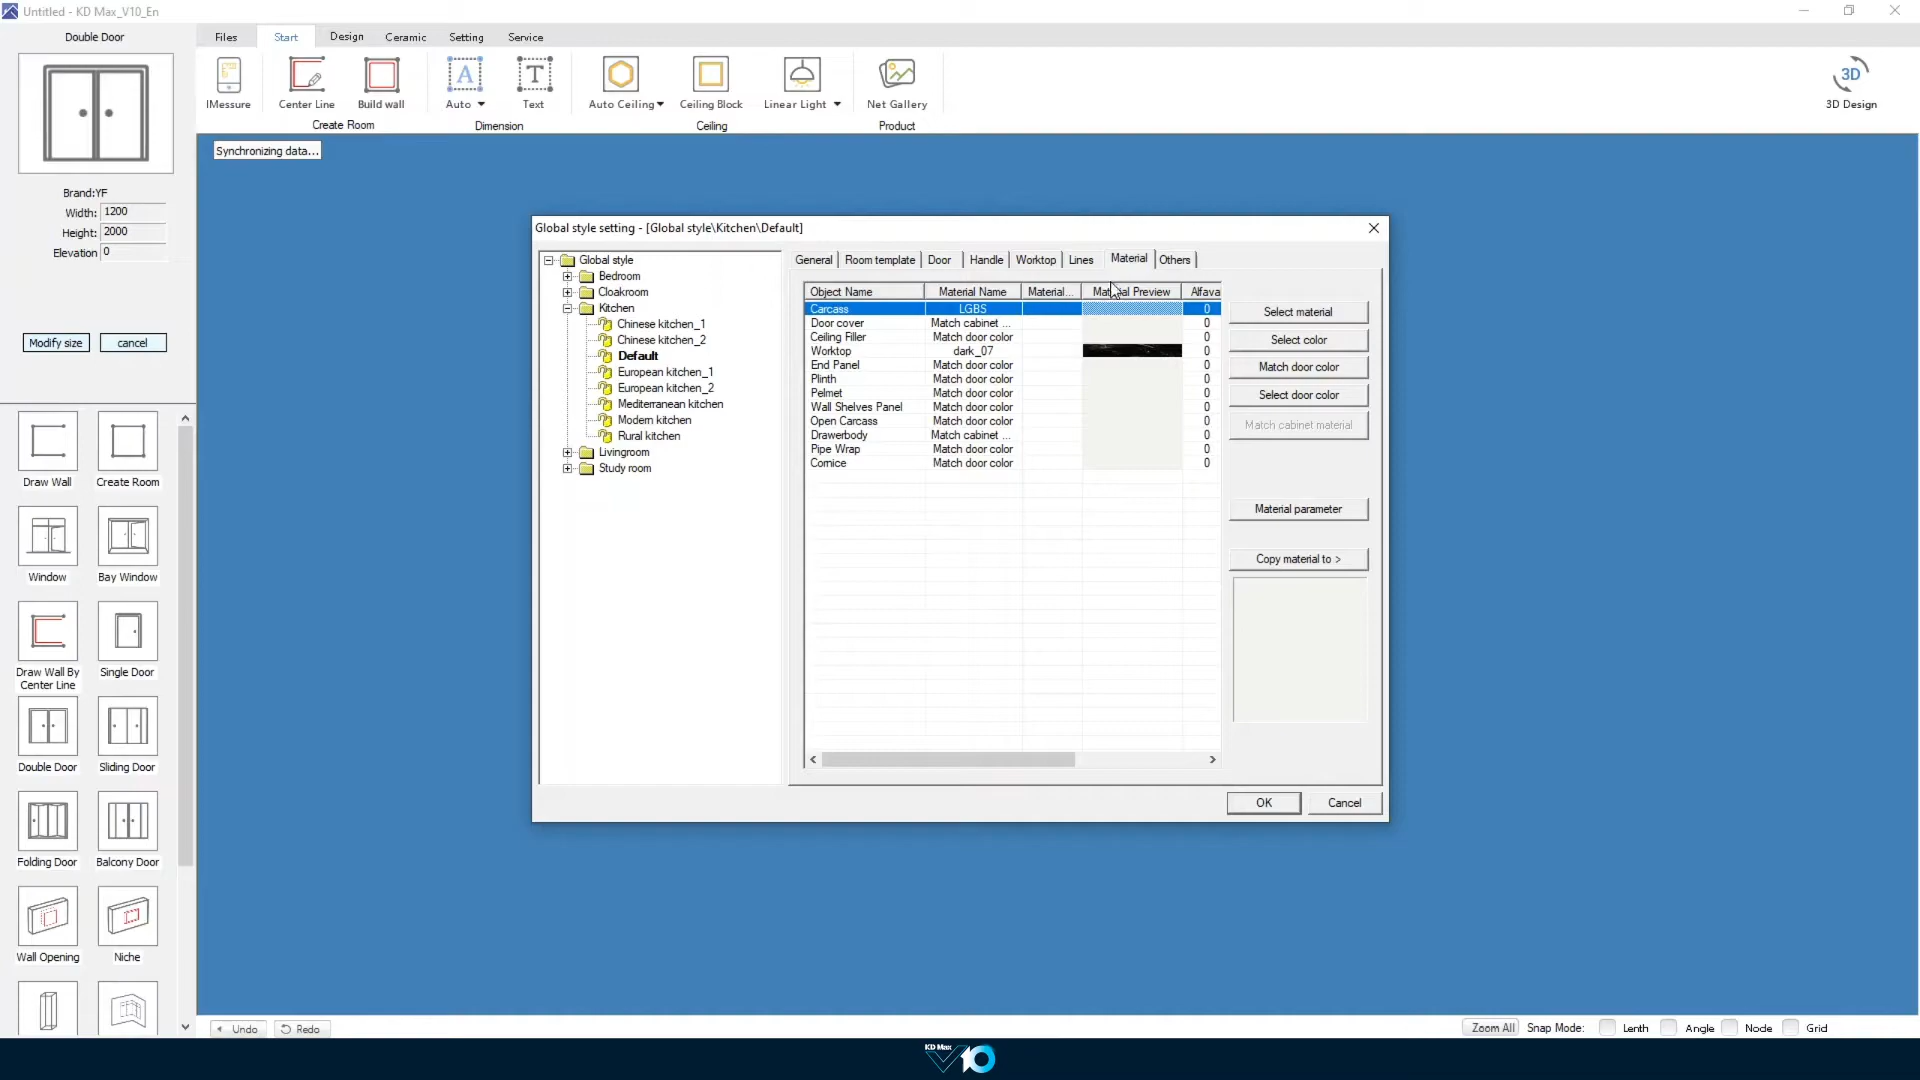 Untitled - KD Max_V10_En
Double Door
Brand:YF
Width: 1200
Height: 2000
Elevation 0
Modify size cancel
Draw Wall Create Room
Window Bay Window
Draw Wall By Center Line Single Door
Double Door Sliding Door
Folding Door Balcony Door
Wall Opening Niche
Files Start Design Ceramic Setting Service
IMeasure Center Line Build wall Auto Text Auto Ceiling Ceiling Block Linear Light Net Gallery
Create Room Dimension Ceiling Product
3D
3D Design
Synchronizing data...
Global style setting - [Global style\Kitchen\Default]
Global style
Bedroom
Cloakroom
Kitchen
Chinese kitchen_1
Chinese kitchen_2
Default
European kitchen_1
European kitchen_2
Mediterranean kitchen
Modern kitchen
Rural kitchen
Livingroom
Study room
General Room template Door Handle Worktop Lines Material Others
Object Name Material Name Material... Material Preview Alfava
Carcass LGBS 0
Door cover Match cabinet ... 0
Ceiling Filler Match door color 0
Worktop dark_07 0
End Panel Match door color 0
Plinth Match door color 0
Pelmet Match door color 0
Wall Shelves Panel Match door color 0
Open Carcass Match door color 0
Drawerbody Match cabinet ... 0
Pipe Wrap Match door color 0
Cornice Match door color 0
Select material
Select color
Match door color
Select door color
Match cabinet material
Material parameter
Copy material to >
OK Cancel
Undo Redo
Zoom All Snap Mode: Lenth Angle Node Grid
KD Max
V10